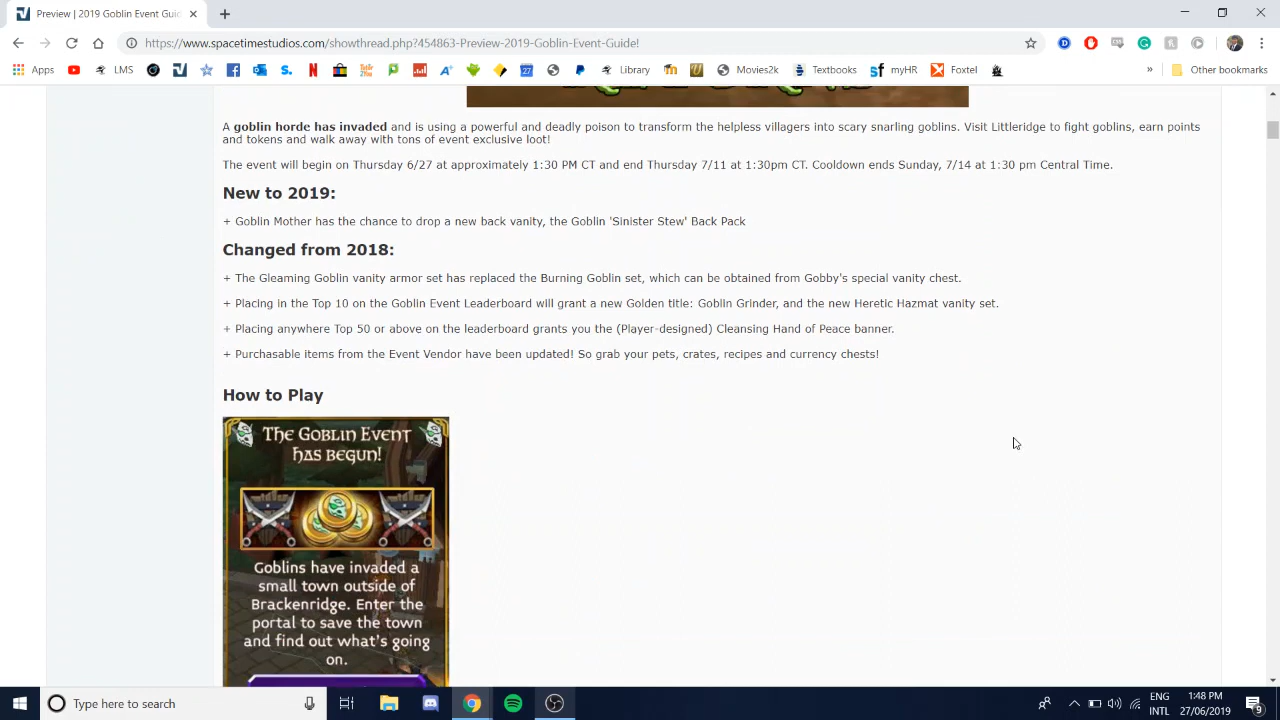 Preview | 2019 Goblin Event Guid
https://www.spacetimestudios.com/showthread.php?454863-Preview-2019-Goblin-Event-Guide!
Apps LMS Library Movies2k Textbooks myHR Foxtel » Other bookmarks
A goblin horde has invaded and is using a powerful and deadly poison to transform the helpless villagers into scary snarling goblins. Visit Littleridge to fight goblins, earn points
and tokens and walk away with tons of event exclusive loot!
The event will begin on Thursday 6/27 at approximately 1:30 PM CT and end Thursday 7/11 at 1:30pm CT. Cooldown ends Sunday, 7/14 at 1:30 pm Central Time.
New to 2019:
+ Goblin Mother has the chance to drop a new back vanity, the Goblin 'Sinister Stew' Back Pack
Changed from 2018:
+ The Gleaming Goblin vanity armor set has replaced the Burning Goblin set, which can be obtained from Gobby's special vanity chest.
+ Placing in the Top 10 on the Goblin Event Leaderboard will grant a new Golden title: Goblin Grinder, and the new Heretic Hazmat vanity set.
+ Placing anywhere Top 50 or above on the leaderboard grants you the (Player-designed) Cleansing Hand of Peace banner.
+ Purchasable items from the Event Vendor have been updated! So grab your pets, crates, recipes and currency chests!
How to Play
The Goblin Event
has begun!
Goblins have invaded a
small town outside of
Brackenridge. Enter the
portal to save the town
and find out what's going
on.
Type here to search
ENG
INTL
1:48 PM
27/06/2019